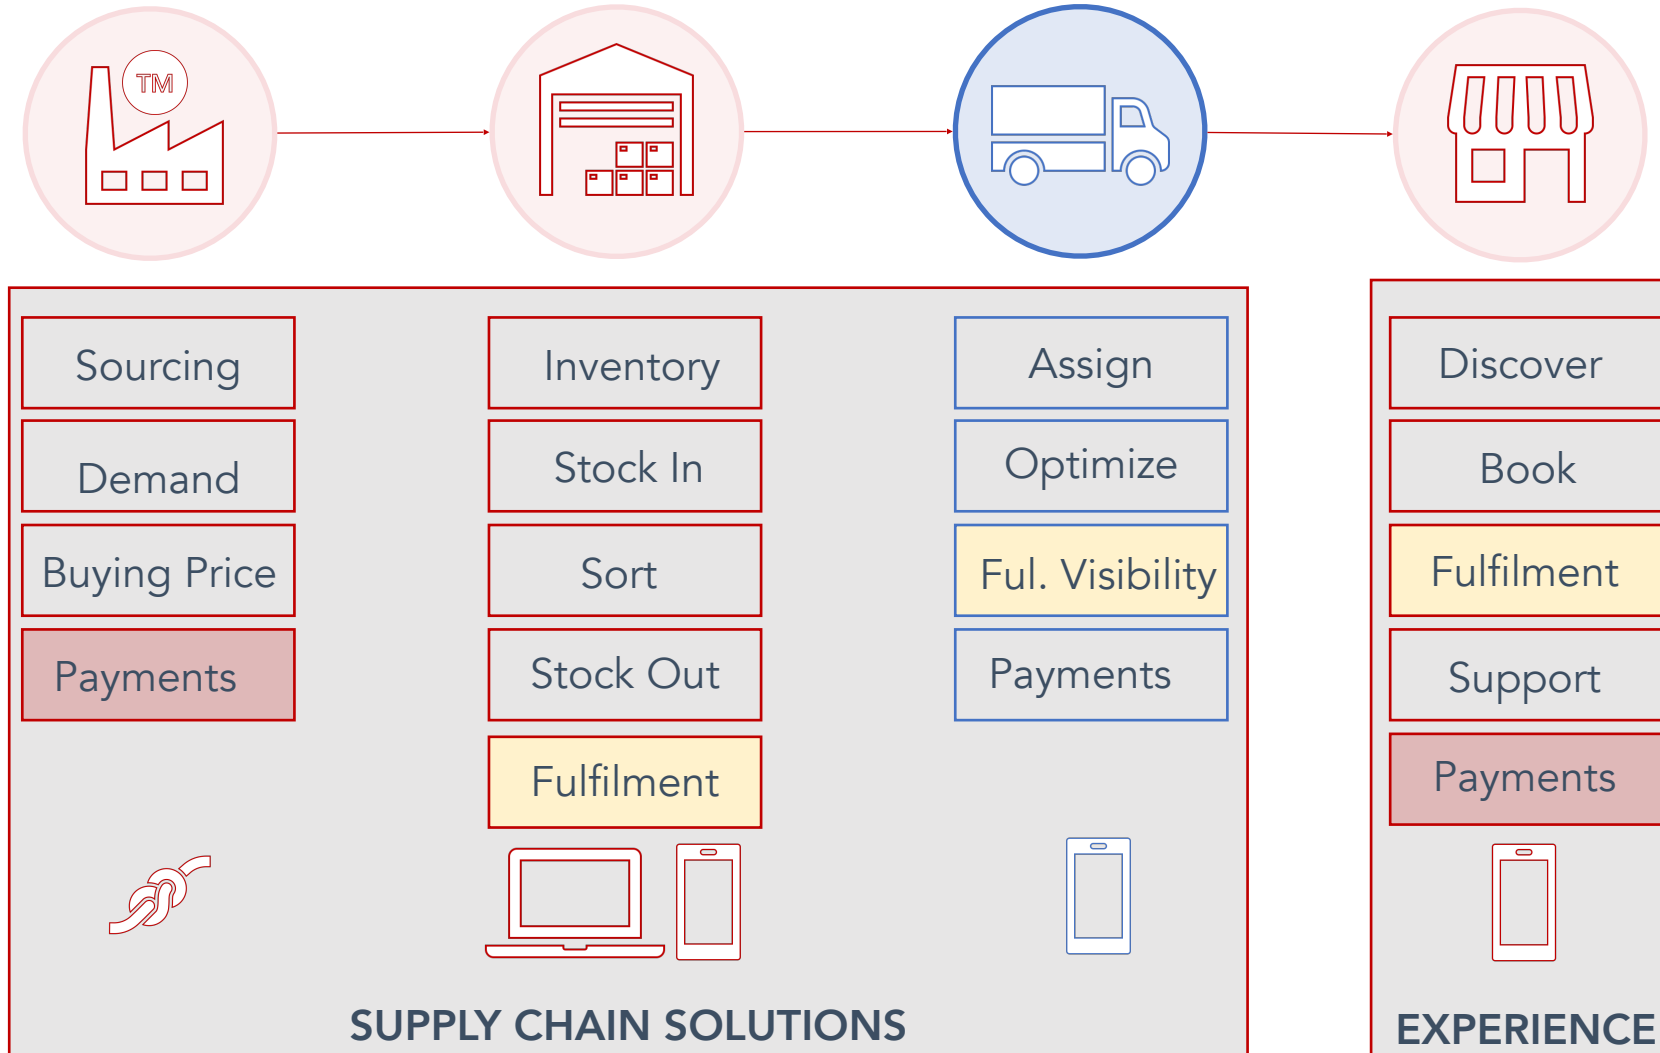 TM
Sourcing
Demand
Buying Price
Payments
Inventory
Stock In
Sort
Stock Out
Fulfilment
Assign
Optimize
Ful. Visibility
Payments
SUPPLY CHAIN SOLUTIONS
Discover
Book
Fulfilment
Support
Payments
EXPERIENCE